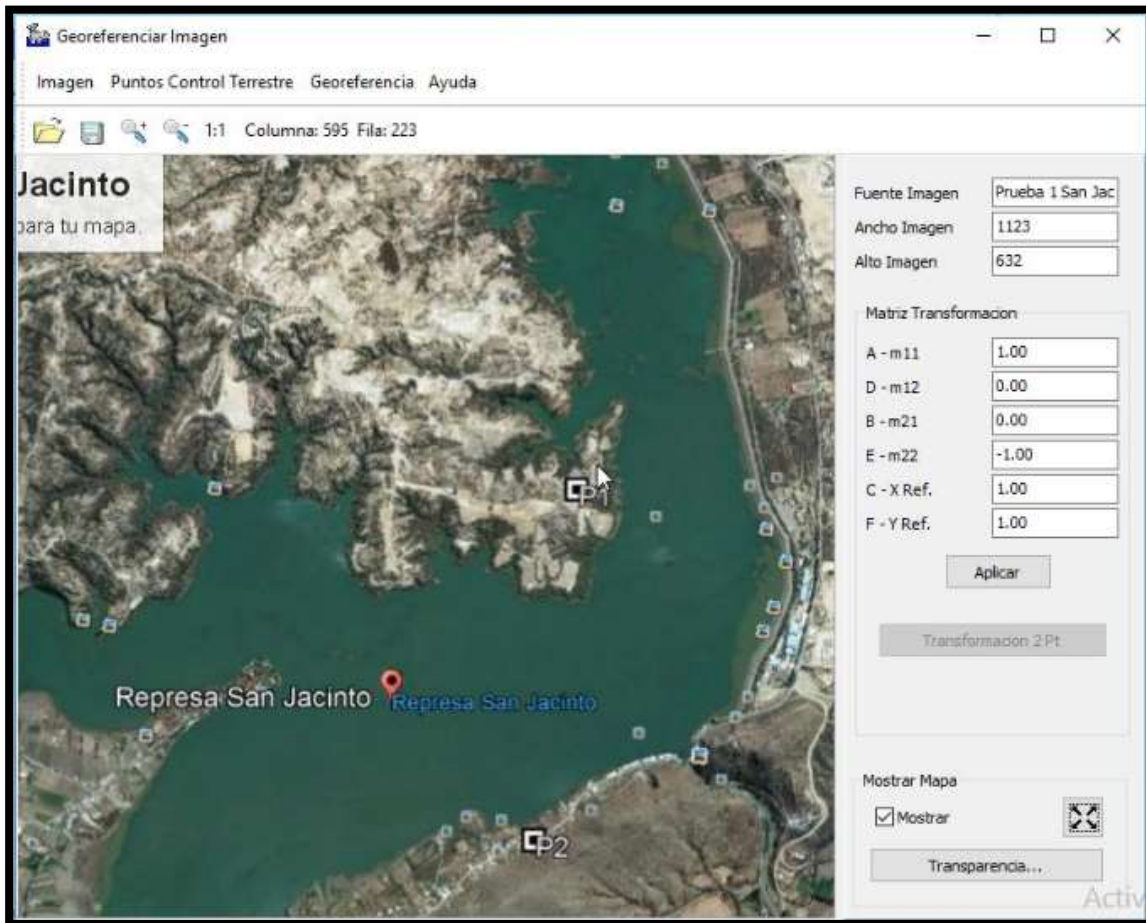 Georeferenciar Imagen
Imagen Puntos Control Terrestre Georeferencia Ayuda
1:1 Columna: 595 Fila: 223
Jacinto
para tu mapa.
P1
Represa San Jacinto
Represa San Jacinto
P2
Fuente Imagen Prueba 1 San Jac
Ancho Imagen 1123
Alto Imagen 632
Matriz Transformacion
A - m11 1.00
D - m12 0.00
B - m21 0.00
E - m22 -1.00
C - X Ref. 1.00
F - Y Ref. 1.00
Aplicar
Transformacion 2 Pt
Mostrar Mapa
Mostrar
Transparencia...
Activ